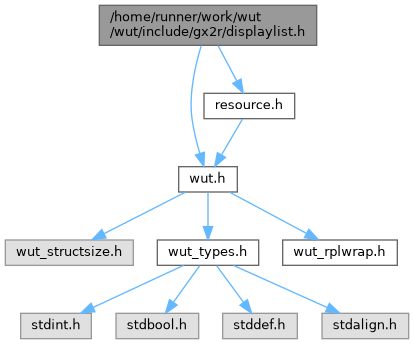 /home/runner/work/wut
/wut/include/gx2r/displaylist.h
resource.h
wut.h
wut_structsize.h
wut_types.h
wut_rplwrap.h
stdint.h
stdbool.h
stddef.h
stdalign.h